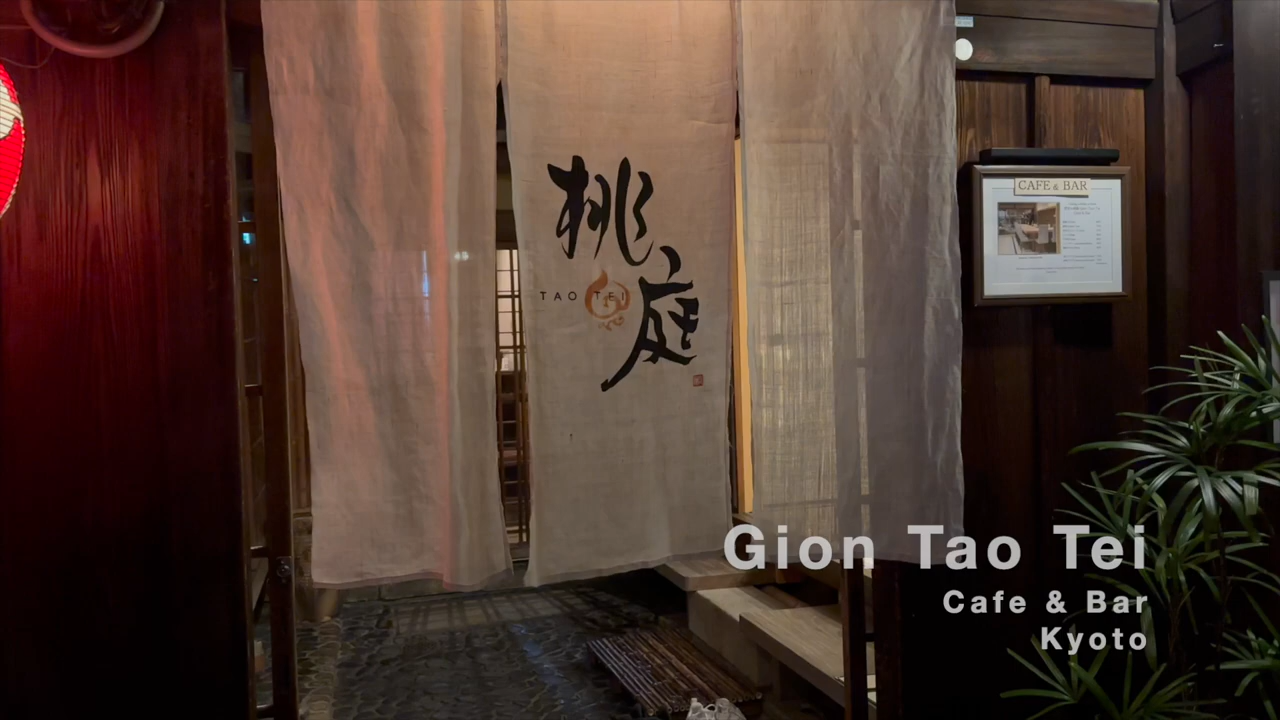 桃庭
TAO TEI
CAFE & BAR
Gion Tao Tei
Cafe & Bar
Kyoto